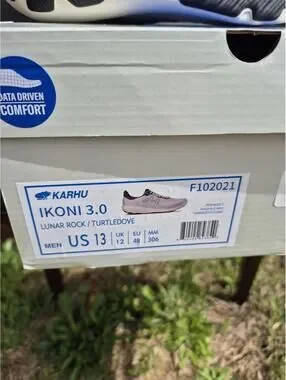 DATA DRIVEN
COMFORT
KARHU
F102021
IKONI 3.0
LUNAR ROCK / TURTLEDOVE
MEN US 13 UK 12 EU 48 MM 306